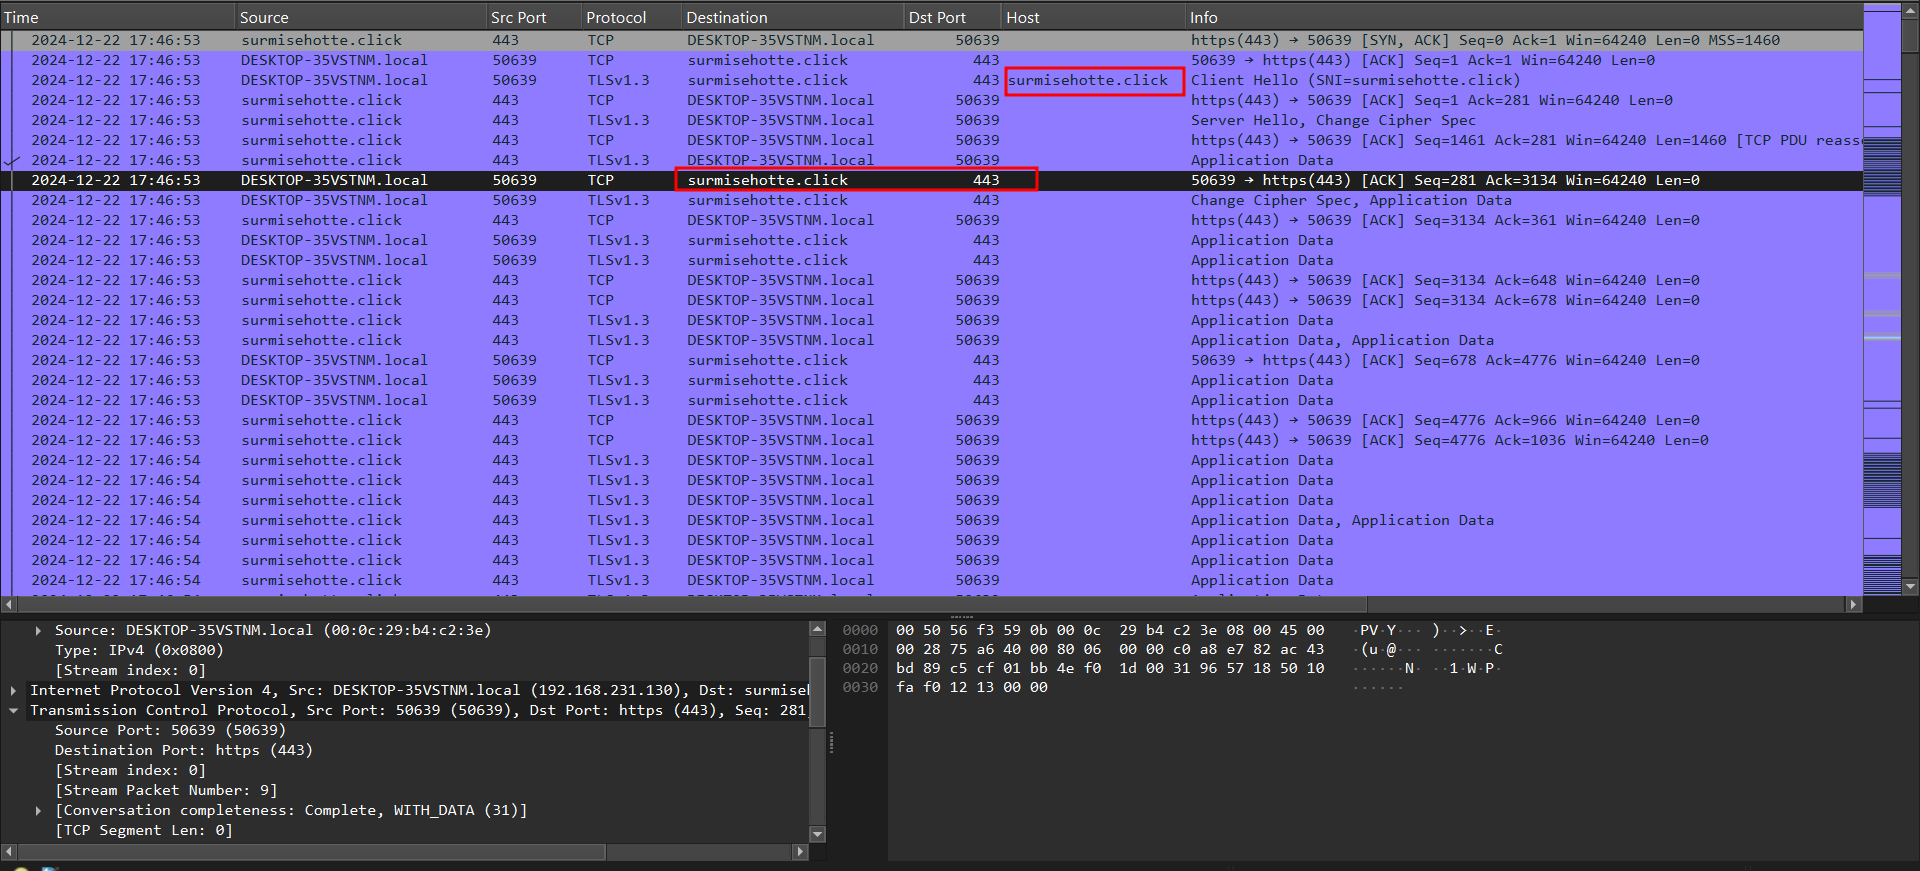 Time Source Src Port Protocol Destination Dst Port Host Info
2024-12-22 17:46:53 surmisehotte.click 443 TCP DESKTOP-35VSTNM.local 50639 https(443) → 50639 [SYN, ACK] Seq=0 Ack=1 Win=64240 Len=0 MSS=1460
2024-12-22 17:46:53 DESKTOP-35VSTNM.local 50639 TCP surmisehotte.click 443 50639 → https(443) [ACK] Seq=1 Ack=1 Win=64240 Len=0
2024-12-22 17:46:53 DESKTOP-35VSTNM.local 50639 TLSv1.3 surmisehotte.click 443 surmisehotte.click Client Hello (SNI=surmisehotte.click)
2024-12-22 17:46:53 surmisehotte.click 443 TCP DESKTOP-35VSTNM.local 50639 https(443) → 50639 [ACK] Seq=1 Ack=281 Win=64240 Len=0
2024-12-22 17:46:53 surmisehotte.click 443 TLSv1.3 DESKTOP-35VSTNM.local 50639 Server Hello, Change Cipher Spec
2024-12-22 17:46:53 surmisehotte.click 443 TCP DESKTOP-35VSTNM.local 50639 https(443) → 50639 [ACK] Seq=1461 Ack=281 Win=64240 Len=1460 [TCP PDU reass
2024-12-22 17:46:53 surmisehotte.click 443 TLSv1.3 DESKTOP-35VSTNM.local 50639 Application Data
2024-12-22 17:46:53 DESKTOP-35VSTNM.local 50639 TCP surmisehotte.click 443 50639 → https(443) [ACK] Seq=281 Ack=3134 Win=64240 Len=0
2024-12-22 17:46:53 DESKTOP-35VSTNM.local 50639 TLSv1.3 surmisehotte.click 443 Change Cipher Spec, Application Data
2024-12-22 17:46:53 surmisehotte.click 443 TCP DESKTOP-35VSTNM.local 50639 https(443) → 50639 [ACK] Seq=3134 Ack=361 Win=64240 Len=0
2024-12-22 17:46:53 DESKTOP-35VSTNM.local 50639 TLSv1.3 surmisehotte.click 443 Application Data
2024-12-22 17:46:53 DESKTOP-35VSTNM.local 50639 TLSv1.3 surmisehotte.click 443 Application Data
2024-12-22 17:46:53 surmisehotte.click 443 TCP DESKTOP-35VSTNM.local 50639 https(443) → 50639 [ACK] Seq=3134 Ack=648 Win=64240 Len=0
2024-12-22 17:46:53 surmisehotte.click 443 TCP DESKTOP-35VSTNM.local 50639 https(443) → 50639 [ACK] Seq=3134 Ack=678 Win=64240 Len=0
2024-12-22 17:46:53 surmisehotte.click 443 TLSv1.3 DESKTOP-35VSTNM.local 50639 Application Data
2024-12-22 17:46:53 surmisehotte.click 443 TLSv1.3 DESKTOP-35VSTNM.local 50639 Application Data, Application Data
2024-12-22 17:46:53 DESKTOP-35VSTNM.local 50639 TCP surmisehotte.click 443 50639 → https(443) [ACK] Seq=678 Ack=4776 Win=64240 Len=0
2024-12-22 17:46:53 DESKTOP-35VSTNM.local 50639 TLSv1.3 surmisehotte.click 443 Application Data
2024-12-22 17:46:53 DESKTOP-35VSTNM.local 50639 TLSv1.3 surmisehotte.click 443 Application Data
2024-12-22 17:46:53 surmisehotte.click 443 TCP DESKTOP-35VSTNM.local 50639 https(443) → 50639 [ACK] Seq=4776 Ack=966 Win=64240 Len=0
2024-12-22 17:46:53 surmisehotte.click 443 TCP DESKTOP-35VSTNM.local 50639 https(443) → 50639 [ACK] Seq=4776 Ack=1036 Win=64240 Len=0
2024-12-22 17:46:54 surmisehotte.click 443 TLSv1.3 DESKTOP-35VSTNM.local 50639 Application Data
2024-12-22 17:46:54 surmisehotte.click 443 TLSv1.3 DESKTOP-35VSTNM.local 50639 Application Data
2024-12-22 17:46:54 surmisehotte.click 443 TLSv1.3 DESKTOP-35VSTNM.local 50639 Application Data
2024-12-22 17:46:54 surmisehotte.click 443 TLSv1.3 DESKTOP-35VSTNM.local 50639 Application Data, Application Data
2024-12-22 17:46:54 surmisehotte.click 443 TLSv1.3 DESKTOP-35VSTNM.local 50639 Application Data
2024-12-22 17:46:54 surmisehotte.click 443 TLSv1.3 DESKTOP-35VSTNM.local 50639 Application Data
2024-12-22 17:46:54 surmisehotte.click 443 TLSv1.3 DESKTOP-35VSTNM.local 50639 Application Data
Source: DESKTOP-35VSTNM.local (00:0c:29:b4:c2:3e)
Type: IPv4 (0x0800)
[Stream index: 0]
Internet Protocol Version 4, Src: DESKTOP-35VSTNM.local (192.168.231.130), Dst: surmise
Transmission Control Protocol, Src Port: 50639 (50639), Dst Port: https (443), Seq: 281
Source Port: 50639 (50639)
Destination Port: https (443)
[Stream index: 0]
[Stream Packet Number: 9]
[Conversation completeness: Complete, WITH_DATA (31)]
[TCP Segment Len: 0]
0000 00 50 56 f3 59 0b 00 0c 29 b4 c2 3e 08 00 45 00 ·PV·Y··· )··>··E·
0010 00 28 75 a6 40 00 80 06 00 00 c0 a8 e7 82 ac 43 ·(u·@··· ·······C
0020 bd 89 c5 cf 01 bb 4e f0 1d 00 31 96 57 18 50 10 ······N· ··1·W·P·
0030 fa f0 12 13 00 00 ······